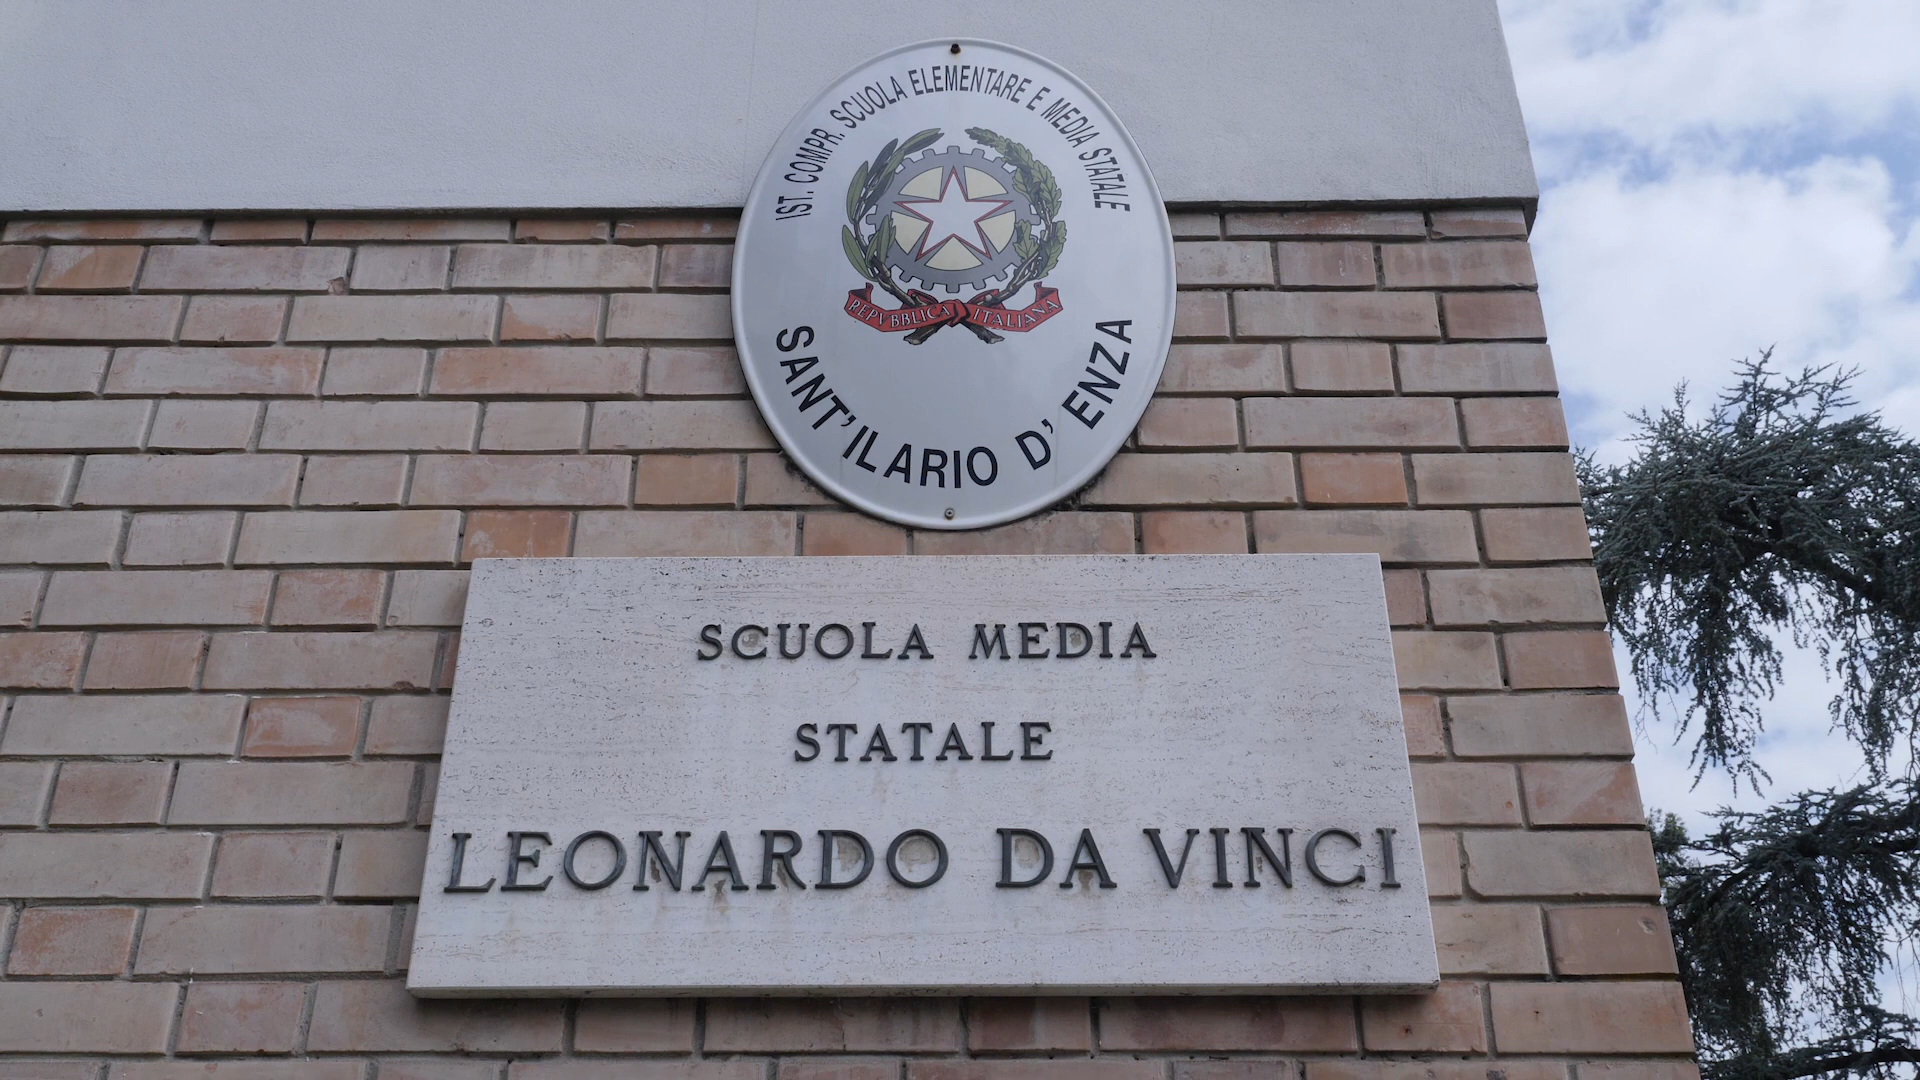 IST. COMPR. SCUOLA ELEMENTARE E MEDIA STATALE
REPVBBLICA ITALIANA
SANT'ILARIO D'ENZA
SCUOLA MEDIA
STATALE
LEONARDO DA VINCI